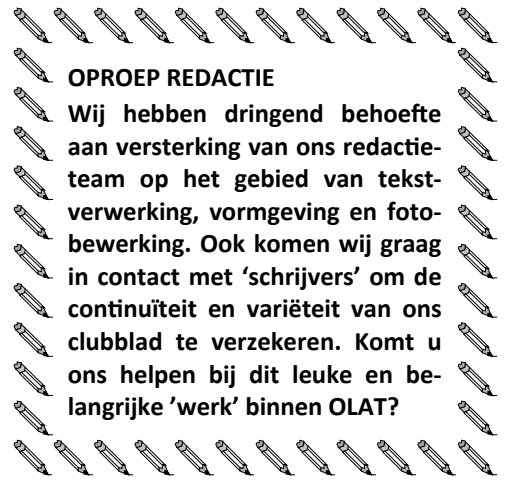 OPROEP REDACTIE
Wij hebben dringend behoefte
aan versterking van ons redactie-
team op het gebied van tekst-
verwerking, vormgeving en foto-
bewerking. Ook komen wij graag
in contact met ‘schrijvers’ om de
continuïteit en variëteit van ons
clubblad te verzekeren. Komt u
ons helpen bij dit leuke en be-
langrijke ’werk’ binnen OLAT?